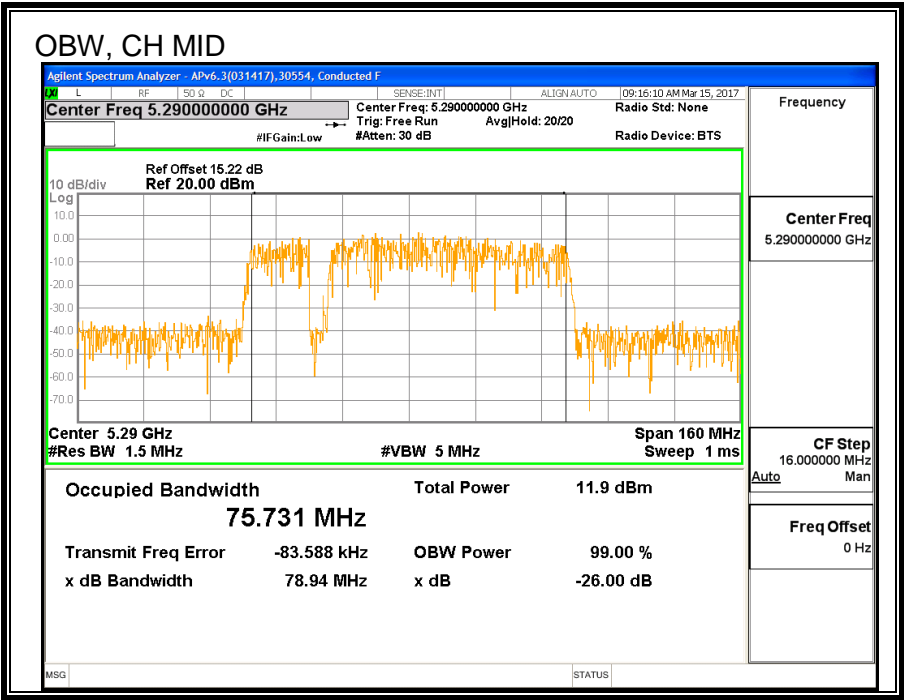 OBW, CH MID
Agilent Spectrum Analyzer - APv6.3(031417),30554, Conducted F
LXI L RF 50 Ω DC SENSE:INT ALIGN AUTO 09:16:10 AM Mar 15, 2017
Center Freq 5.290000000 GHz
Center Freq: 5.290000000 GHz Radio Std: None
Trig: Free Run Avg|Hold: 20/20
#IFGain:Low #Atten: 30 dB Radio Device: BTS
Frequency
Ref Offset 15.22 dB
10 dB/div Ref 20.00 dBm
Log
10.0
0.00
-10.0
-20.0
-30.0
-40.0
-50.0
-60.0
-70.0
Center 5.29 GHz Span 160 MHz
#Res BW 1.5 MHz #VBW 5 MHz Sweep 1 ms
Center Freq
5.290000000 GHz
CF Step
16.000000 MHz
Auto Man
Freq Offset
0 Hz
Occupied Bandwidth Total Power 11.9 dBm
75.731 MHz
Transmit Freq Error -83.588 kHz OBW Power 99.00 %
x dB Bandwidth 78.94 MHz x dB -26.00 dB
MSG STATUS